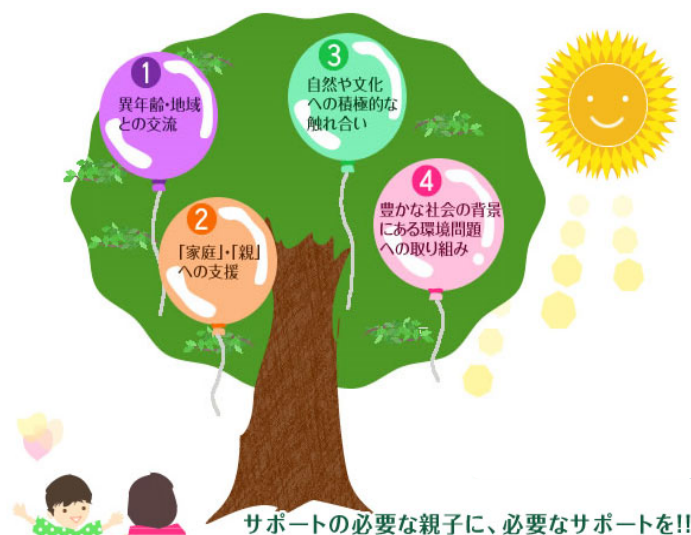 1
異年齢・地域
との交流
2
「家庭」・「親」
への支援
3
自然や文化
への積極的な
触れ合い
4
豊かな社会の背景
にある環境問題
への取り組み
サポートの必要な親子に、必要なサポートを!!